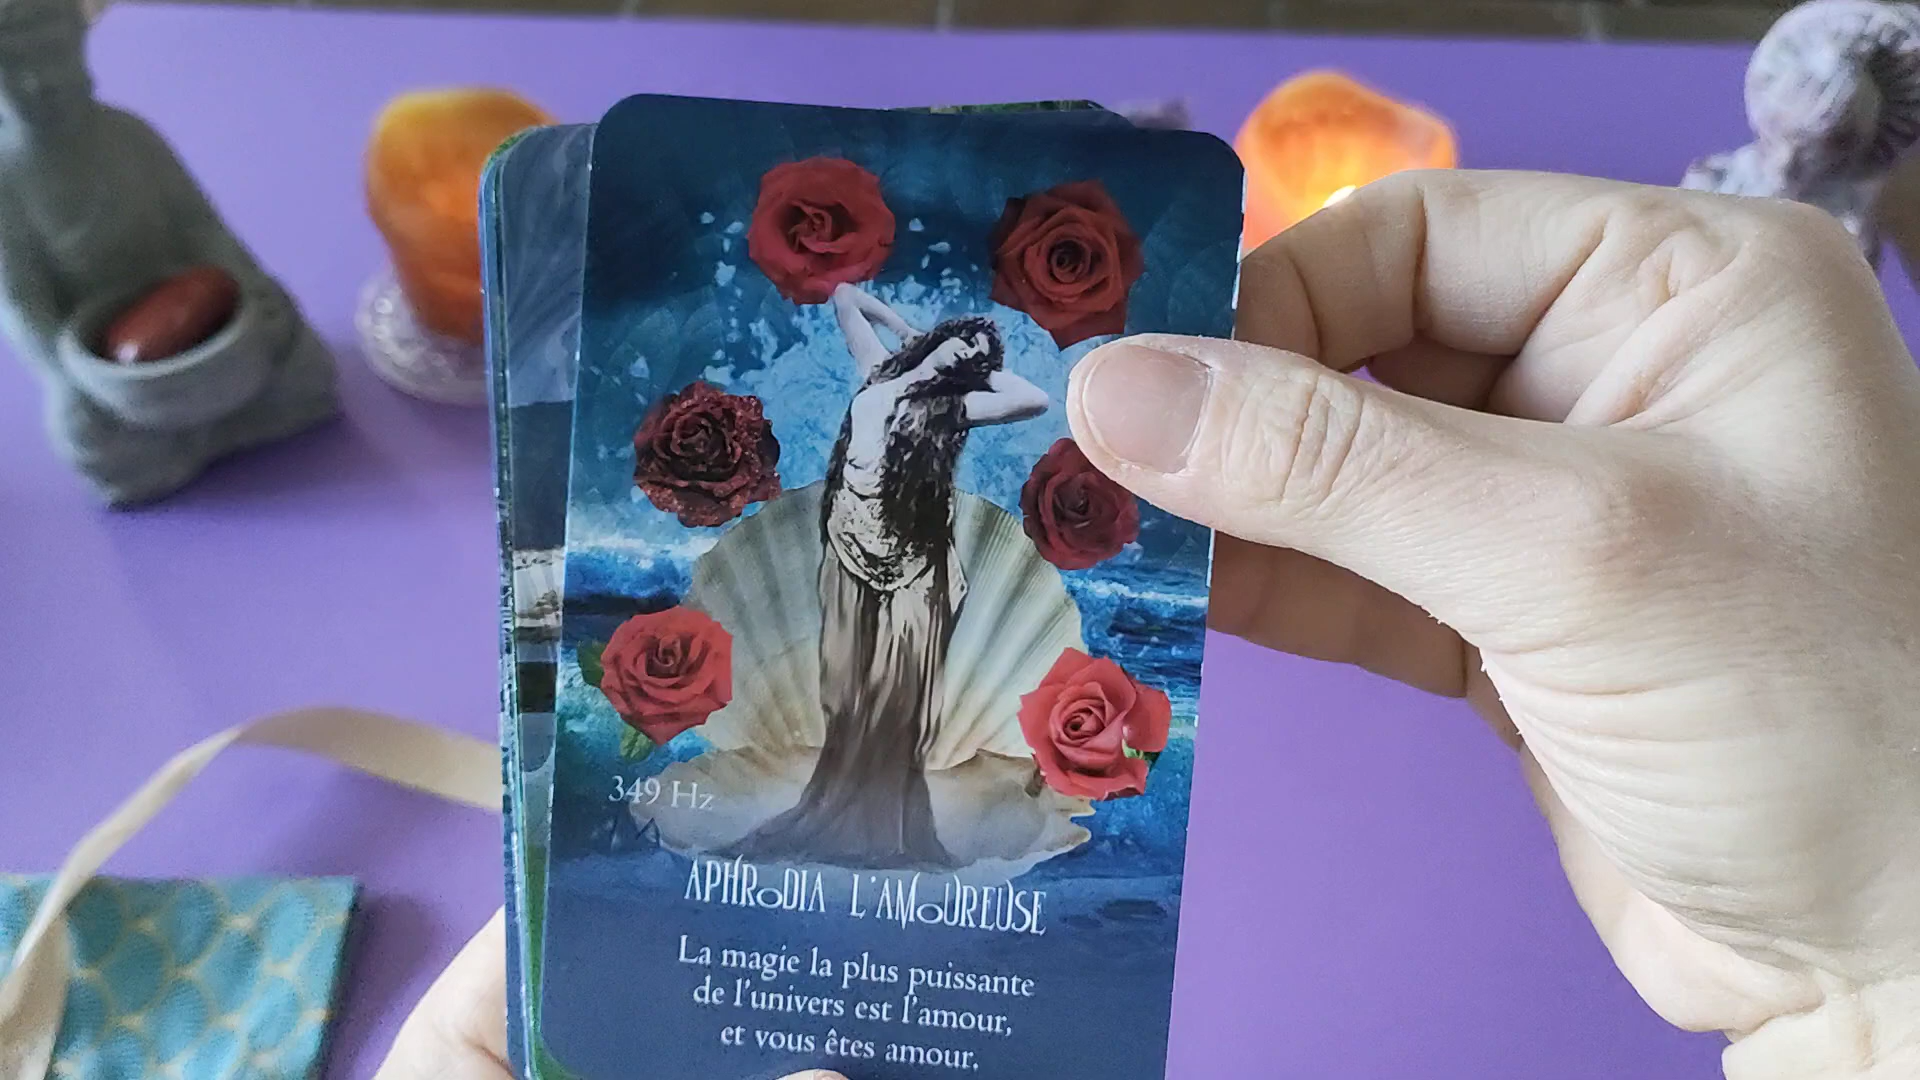 349 Hz
APHRODIA L'AMOUREUSE
La magie la plus puissante
de l'univers est l'amour,
et vous êtes amour.